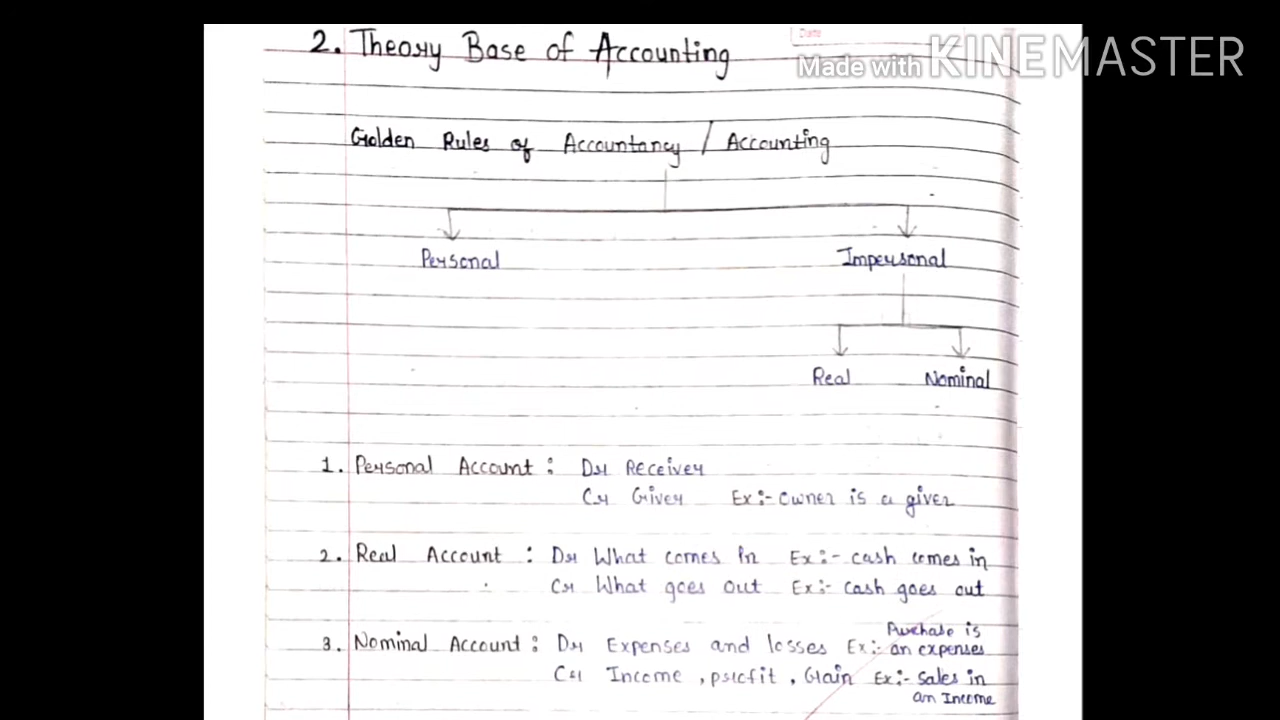 Date
2. Theory Base of Accounting
Made with KINEMASTER
Golden Rules of Accountancy / Accounting
Personal
Impersonal
Real
Nominal
1. Personal Account : Dr Receiver
Cr Giver Ex:- owner is a giver
2. Real Account : Dr What comes in Ex:- cash comes in
Cr What goes out Ex:- cash goes out
3. Nominal Account : Dr Expenses and losses Ex:- Purchase is an expenses
Cr Income , profit , Gain Ex:- Sales in an Income